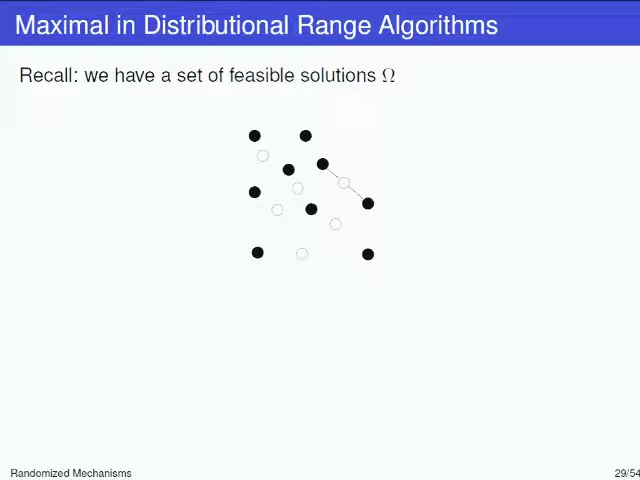 Maximal in Distributional Range Algorithms
Recall: we have a set of feasible solutions Ω
Randomized Mechanisms
29/54